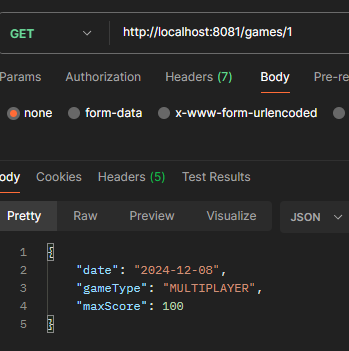 GET http://localhost:8081/games/1
Params Authorization Headers (7) Body Pre-re
none form-data x-www-form-urlencoded
ody Cookies Headers (5) Test Results
Pretty Raw Preview Visualize JSON
1 {
2 "date": "2024-12-08",
3 "gameType": "MULTIPLAYER",
4 "maxScore": 100
5 }